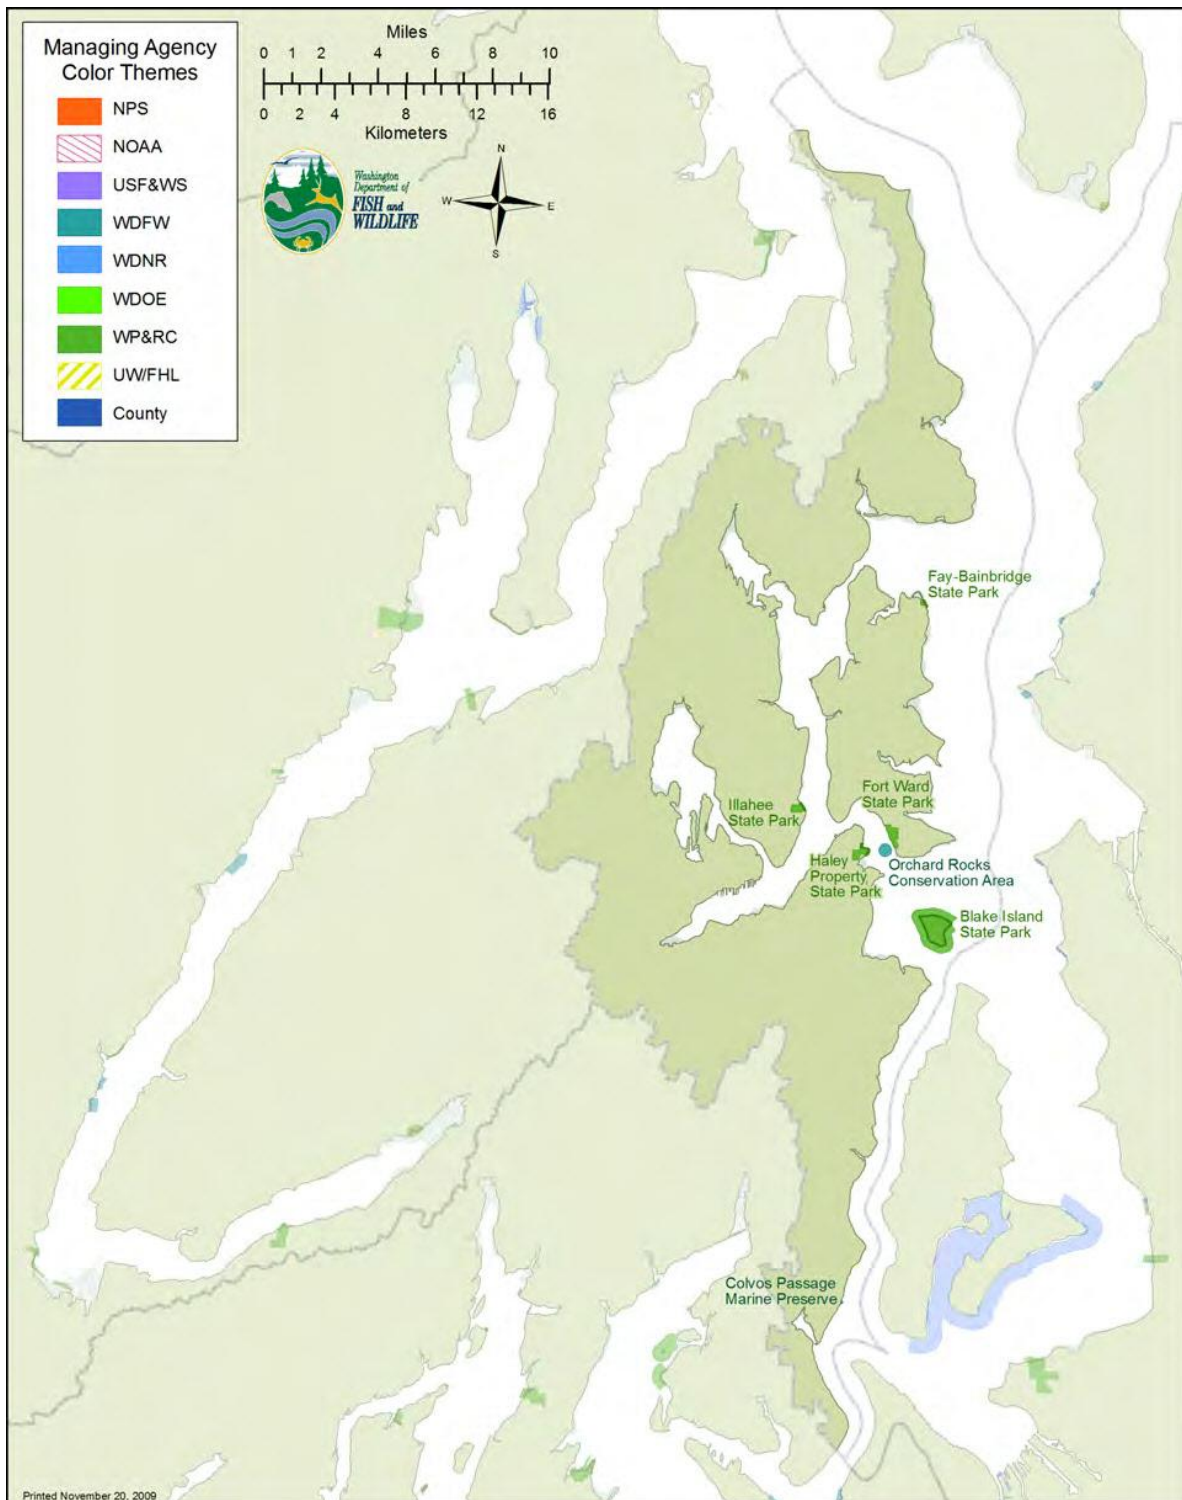 Managing Agency
Color Themes
NPS
NOAA
USF&WS
WDFW
WDNR
WDOE
WP&RC
UW/FHL
County
Miles
0 1 2 4 6 8 10
0 2 4 8 12 16
Kilometers
Washington
Department of
FISH and
WILDLIFE
N
W
E
S
Fay-Bainbridge
State Park
Fort Ward
State Park
Illahee
State Park
Haley
Property
State Park
Orchard Rocks
Conservation Area
Blake Island
State Park
Colvos Passage
Marine Preserve
Printed November 20, 2009